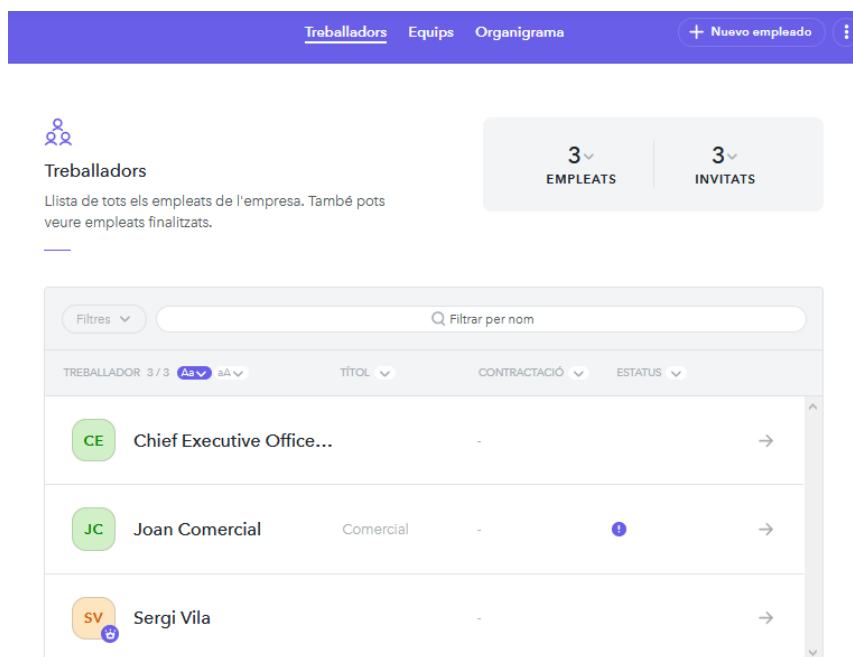 Treballadors Equips Organigrama + Nuevo empleado
Treballadors
Llista de tots els empleats de l'empresa. També pots
veure empleats finalitzats.
3 3
EMPLEATS INVITATS
Filtres Filtrar per nom
TREBALLADOR 3 / 3 Aa aA TÍTOL CONTRACTACIÓ ESTATUS
CE Chief Executive Office... -
JC Joan Comercial Comercial - !
SV Sergi Vila -